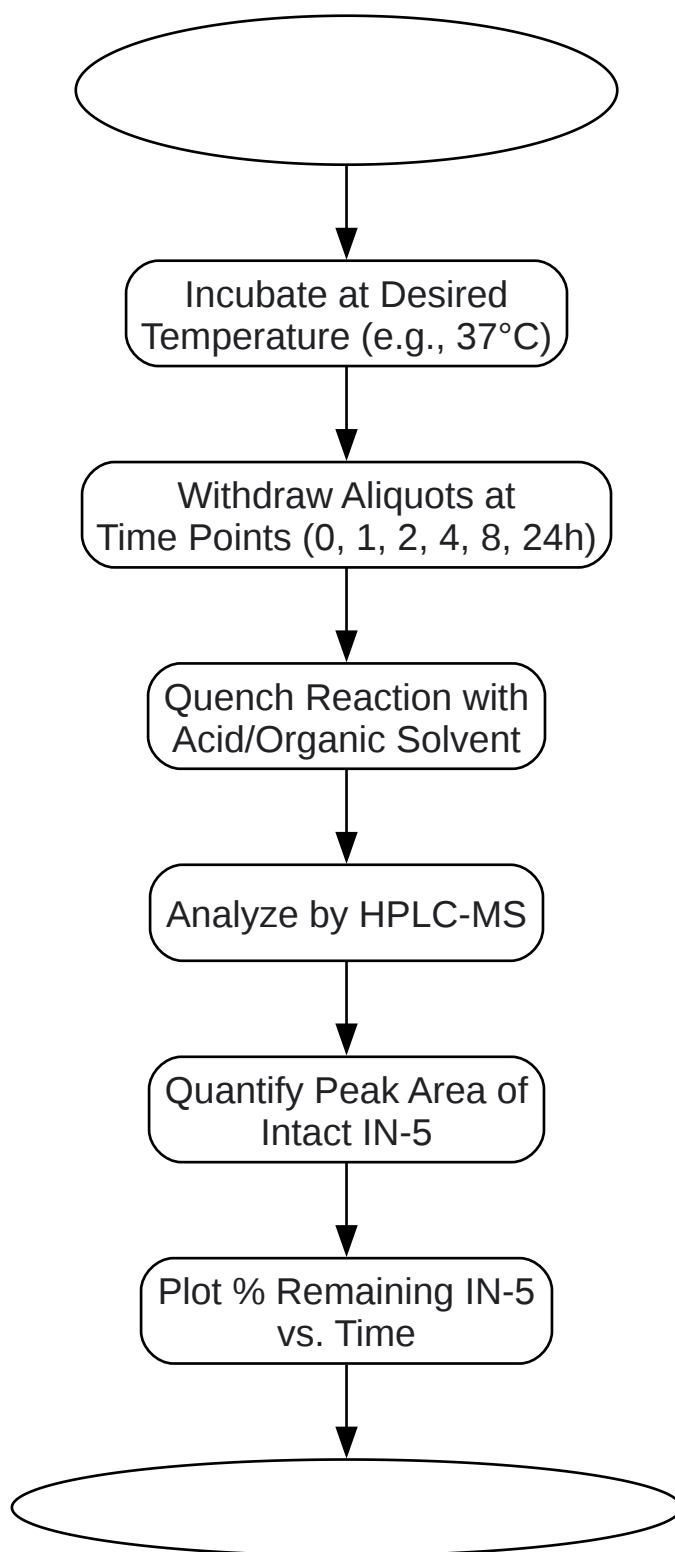 Incubate at Desired
Temperature (e.g., 37°C)
Withdraw Aliquots at
Time Points (0, 1, 2, 4, 8, 24h)
Quench Reaction with
Acid/Organic Solvent
Analyze by HPLC-MS
Quantify Peak Area of
Intact IN-5
Plot % Remaining IN-5
vs. Time